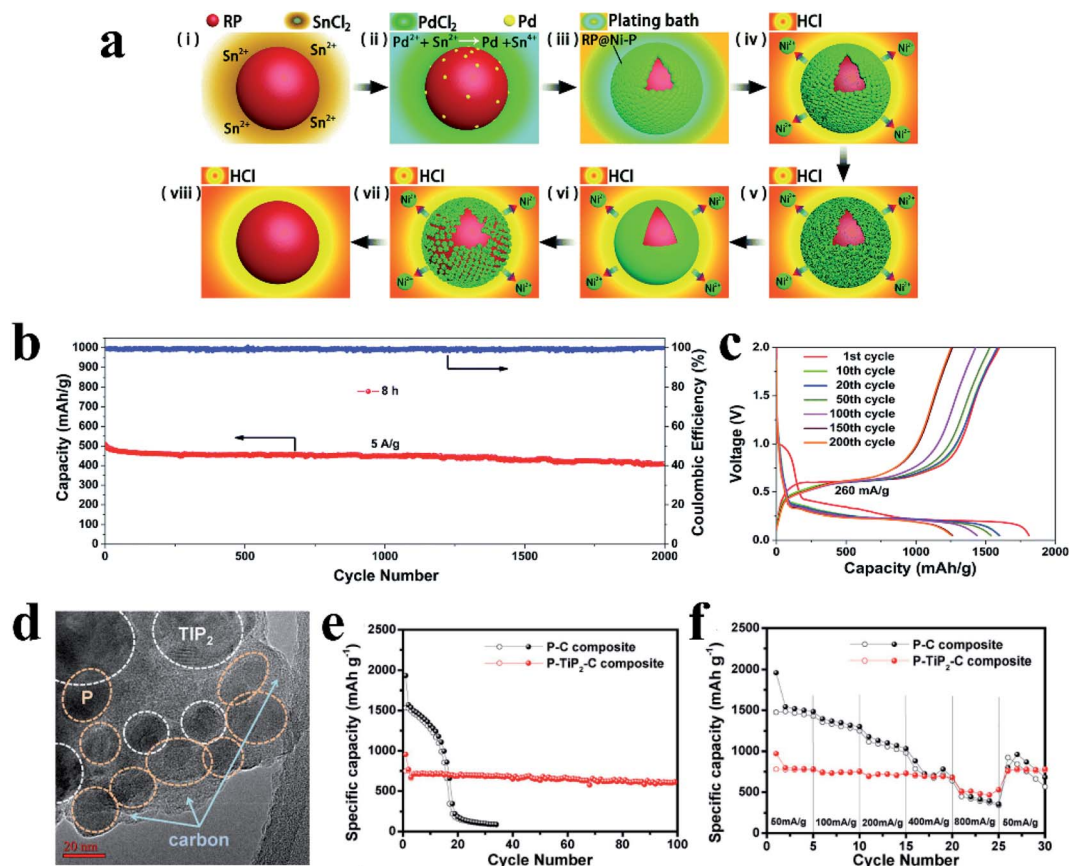 a
RP SnCl2 PdCl2 Pd Plating bath HCl
(i) Sn2+ Sn2+ Sn2+ Sn2+
(ii) Pd2+ + Sn2+ → Pd + Sn4+
(iii) RP@Ni-P
(iv) Ni2+ Ni2+ Ni2+ Ni2+
HCl HCl HCl HCl
(viii)
(vii) Ni2+ Ni2+ Ni2+ Ni2+
(vi) Ni2+ Ni2+ Ni2+ Ni2+
(v) Ni2+ Ni2+ Ni2+ Ni2+
b
Capacity (mAh/g)
1000
900
800
700
600
500
400
300
200
100
0
8 h
5 A/g
100
80
60
40
20
0
Coulombic Efficiency (%)
0 500 1000 1500 2000
Cycle Number
c
Voltage (V)
2.0
1.5
1.0
0.5
0.0
1st cycle
10th cycle
20th cycle
50th cycle
100th cycle
150th cycle
200th cycle
260 mA/g
0 500 1000 1500 2000
Capacity (mAh/g)
d
TIP2
P
carbon
20 nm
e
Specific capacity (mAh g-1)
2500
2000
1500
1000
500
0
P-C composite
P-TiP2-C composite
0 20 40 60 80 100
Cycle Number
f
Specific capacity (mAh g-1)
2500
2000
1500
1000
500
0
P-C composite
P-TiP2-C composite
50mA/g 100mA/g 200mA/g 400mA/g 800mA/g 50mA/g
0 5 10 15 20 25 30
Cycle Number